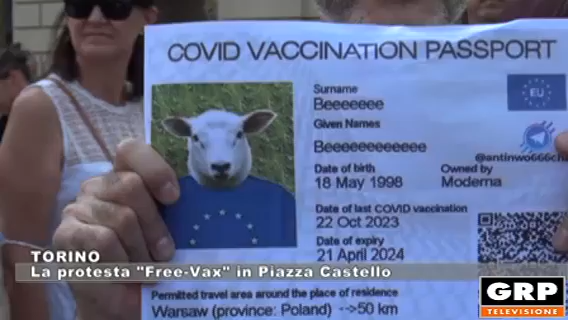 COVID VACCINATION PASSPORT
Surname
Beeeeeee
Given Names
Beeeeeeeeeeeee
Date of birth
18 May 1998
Owned by
Moderna
Date of last COVID vaccination
22 Oct 2023
Date of expiry
21 April 2024
EU
Permitted travel area around the place of residence
Warsaw (province: Poland) -->50 km
TORINO
La protesta "Free-Vax" in Piazza Castello
GRP
TELEVISIONE